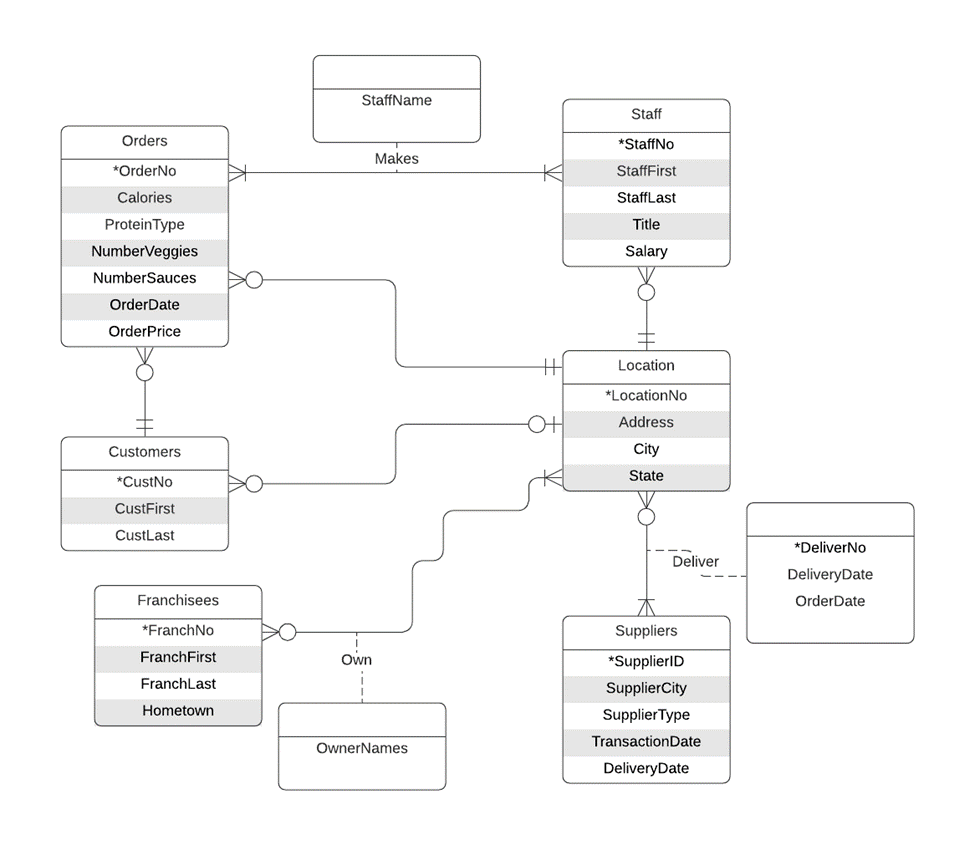 StaffName
Makes
Orders
*OrderNo
Calories
ProteinType
NumberVeggies
NumberSauces
OrderDate
OrderPrice
Staff
*StaffNo
StaffFirst
StaffLast
Title
Salary
Location
*LocationNo
Address
City
State
Customers
*CustNo
CustFirst
CustLast
Deliver
*DeliverNo
DeliveryDate
OrderDate
Franchisees
*FranchNo
FranchFirst
FranchLast
Hometown
Own
OwnerNames
Suppliers
*SupplierID
SupplierCity
SupplierType
TransactionDate
DeliveryDate